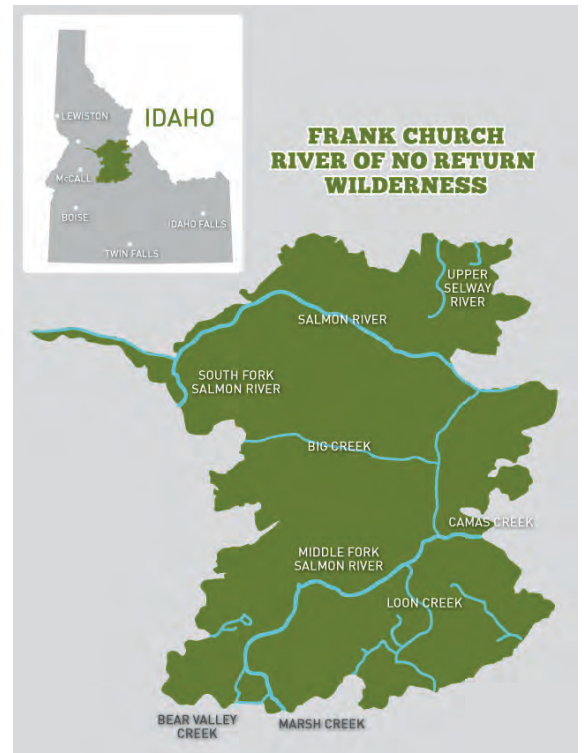 IDAHO
LEWISTON
McCALL
BOISE
IDAHO FALLS
TWIN FALLS
FRANK CHURCH
RIVER OF NO RETURN
WILDERNESS
UPPER
SELWAY
RIVER
SALMON RIVER
SOUTH FORK
SALMON RIVER
BIG CREEK
CAMAS CREEK
MIDDLE FORK
SALMON RIVER
LOON CREEK
BEAR VALLEY
CREEK
MARSH CREEK